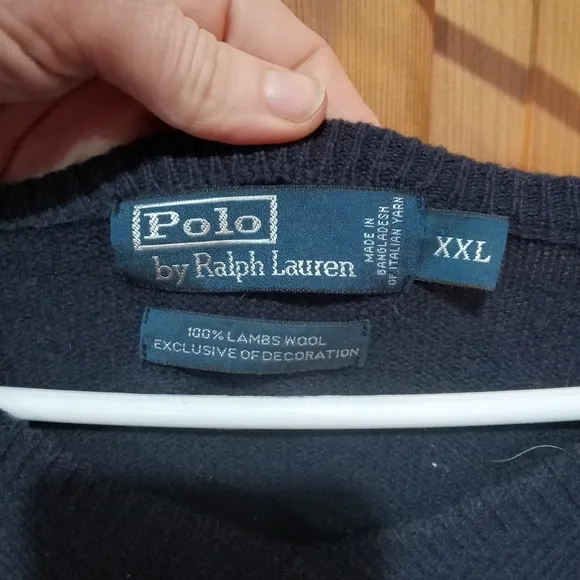 Polo
by Ralph Lauren
MADE IN
BANGLADESH
OF ITALIAN YARN
XXL
100% LAMBS WOOL
EXCLUSIVE OF DECORATION